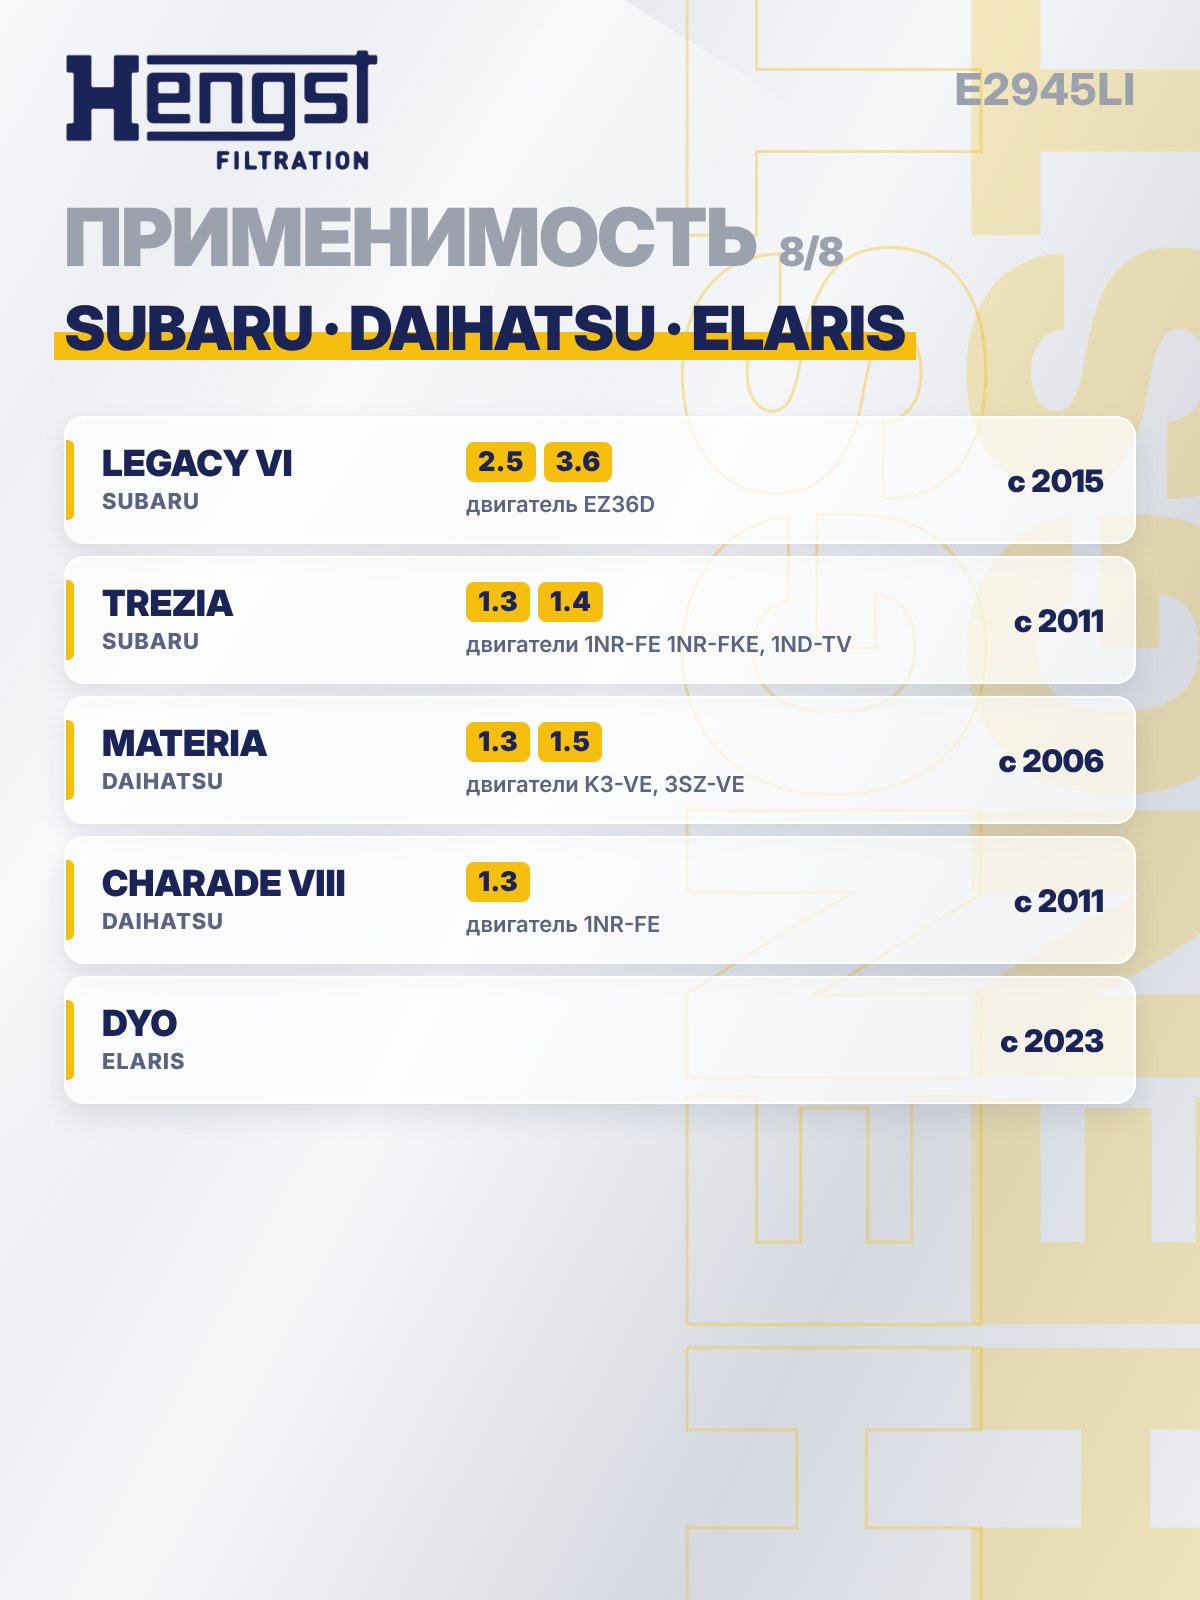 Hengst
FILTRATION
E2945LI
ПРИМЕНИМОСТЬ 8/8
SUBARU · DAIHATSU · ELARIS
LEGACY VI
SUBARU
2.5 3.6
двигатель EZ36D
с 2015
TREZIA
SUBARU
1.3 1.4
двигатели 1NR-FE 1NR-FKE, 1ND-TV
с 2011
MATERIA
DAIHATSU
1.3 1.5
двигатели K3-VE, 3SZ-VE
с 2006
CHARADE VIII
DAIHATSU
1.3
двигатель 1NR-FE
с 2011
DYO
ELARIS
с 2023
HENGST
HENGST